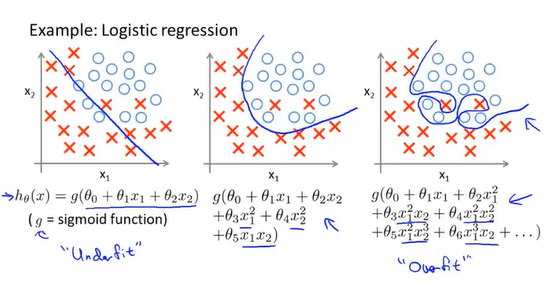 Example: Logistic regression
x₂
x₁
x₂
x₁
x₂
x₁
h_θ(x) = g(θ₀ + θ₁x₁ + θ₂x₂)
( g = sigmoid function)
"Underfit"
g(θ₀ + θ₁x₁ + θ₂x₂
+θ₃x₁² + θ₄x₂²
+θ₅x₁x₂)
g(θ₀ + θ₁x₁ + θ₂x₁²
+θ₃x₁²x₂ + θ₄x₁²x₂²
+θ₅x₁²x₂³ + θ₆x₁³x₂ + ...)
"Overfit"